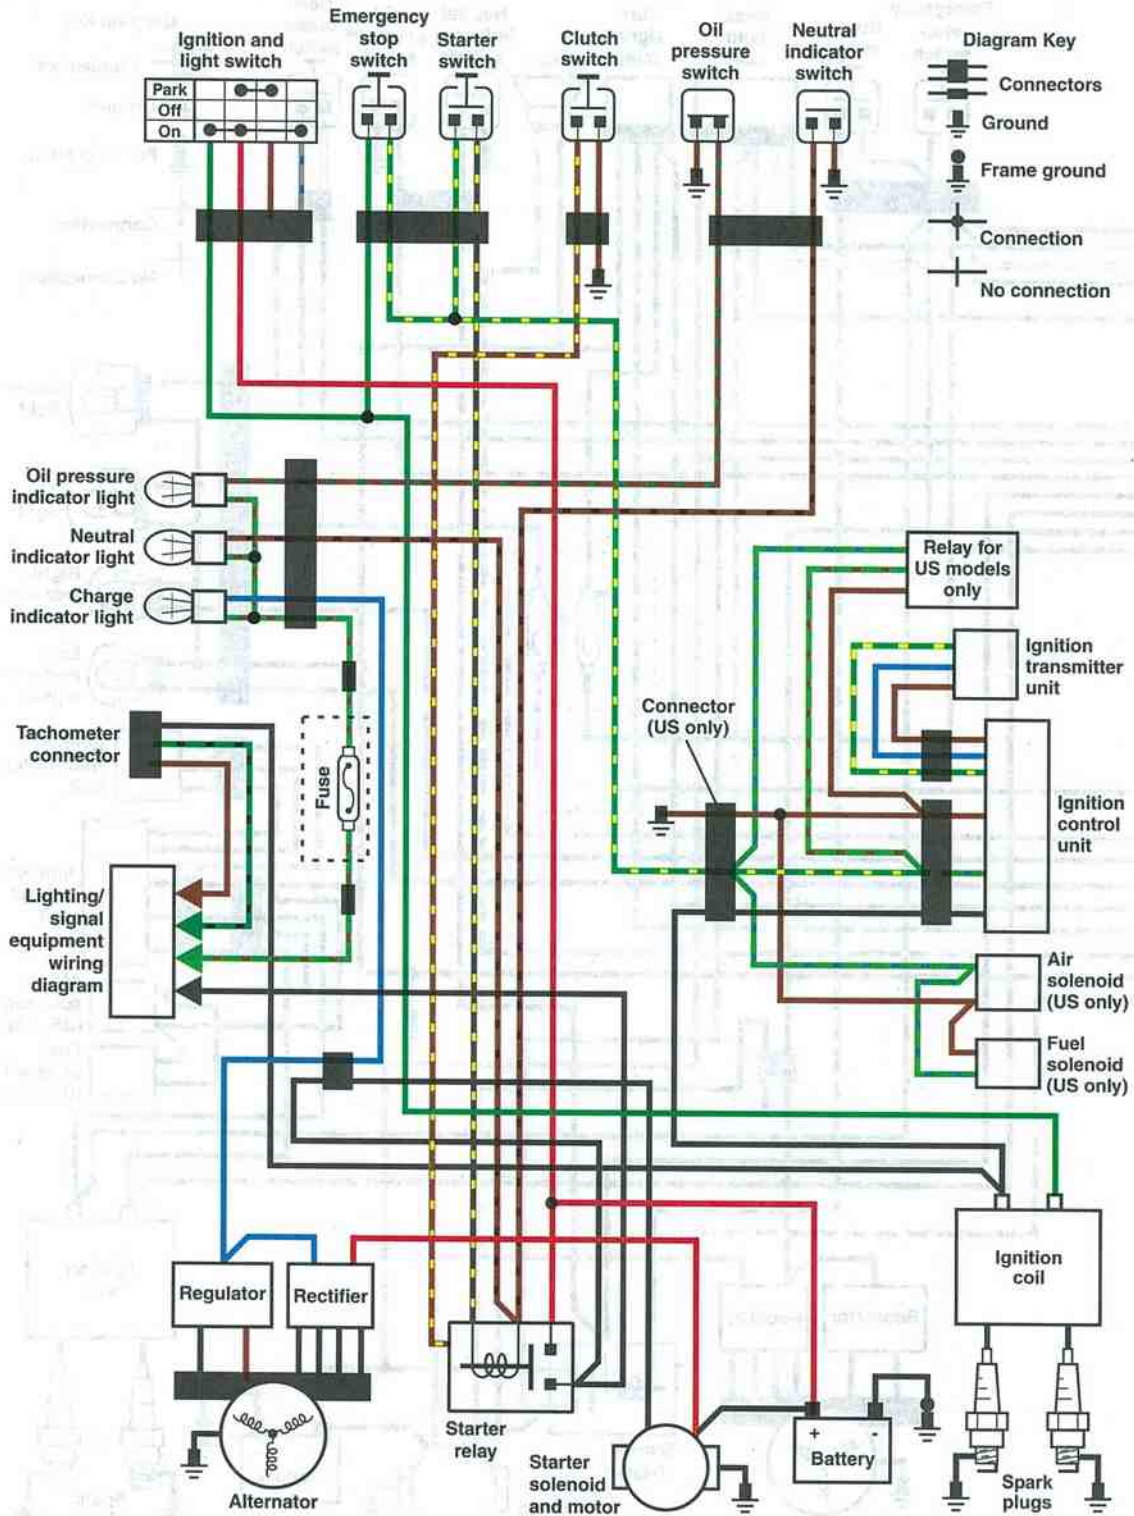 Ignition and
light switch
Park
Off
On
Emergency
stop
switch
Starter
switch
Clutch
switch
Oil
pressure
switch
Neutral
indicator
switch
Diagram Key
Connectors
Ground
Frame ground
Connection
No connection
Oil pressure
indicator light
Neutral
indicator light
Charge
indicator light
Relay for
US models
only
Ignition
transmitter
unit
Connector
(US only)
Tachometer
connector
Fuse
Ignition
control
unit
Lighting/
signal
equipment
wiring
diagram
Air
solenoid
(US only)
Fuel
solenoid
(US only)
Regulator
Rectifier
Ignition
coil
Starter
relay
Alternator
Starter
solenoid
and motor
+
-
Battery
Spark
plugs